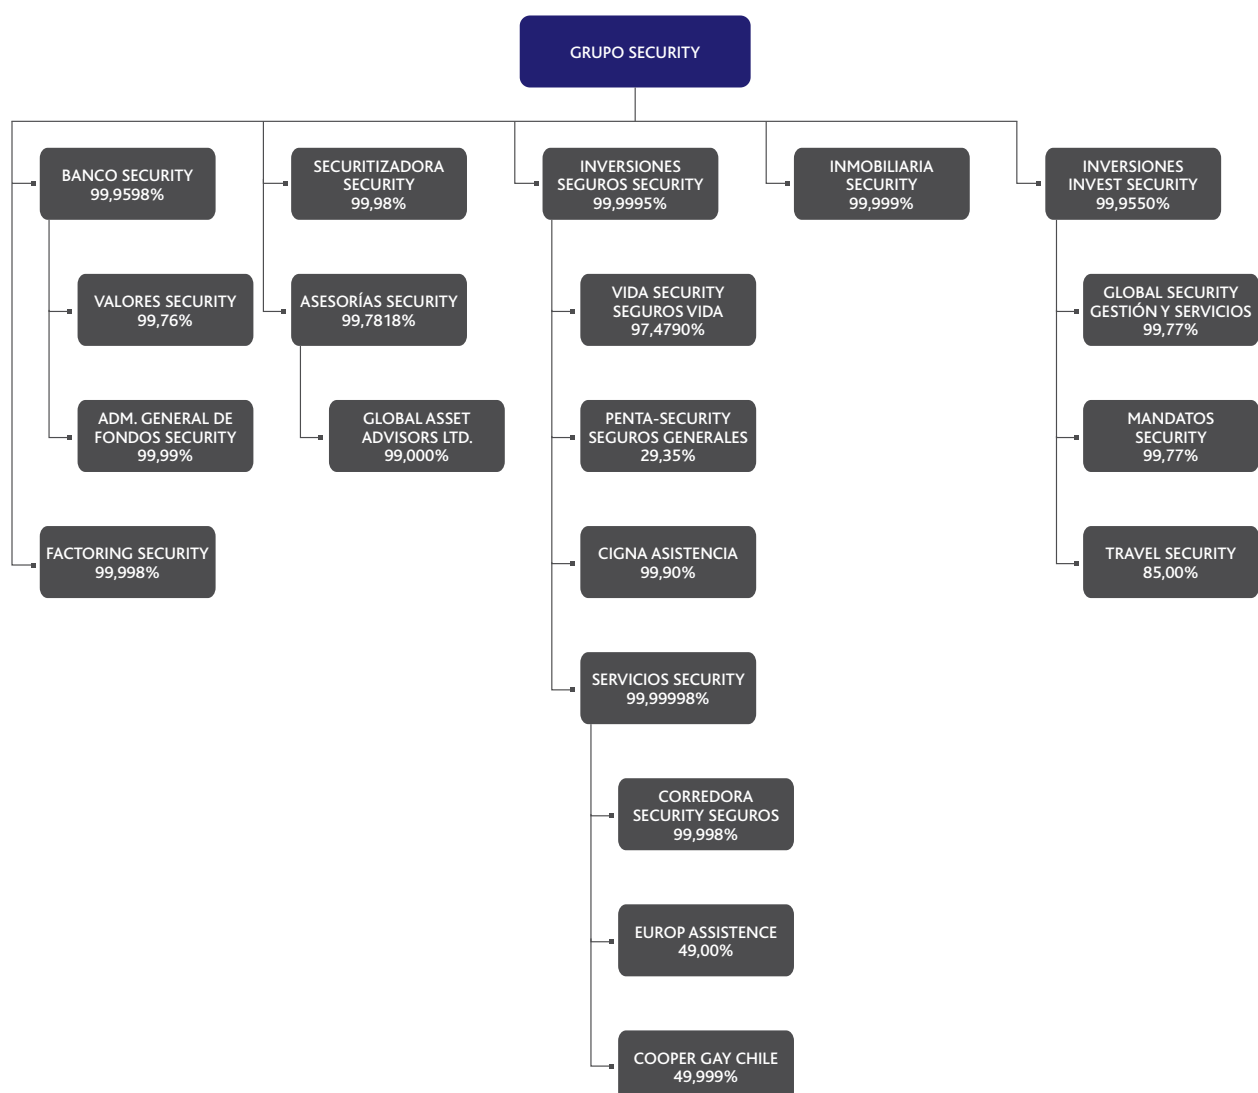 GRUPO SECURITY
BANCO SECURITY
99,9598%
SECURITIZADORA
SECURITY
99,98%
INVERSIONES
SEGUROS SECURITY
99,9995%
INMOBILIARIA
SECURITY
99,999%
INVERSIONES
INVEST SECURITY
99,9550%
VALORES SECURITY
99,76%
ASESORÍAS SECURITY
99,7818%
VIDA SECURITY
SEGUROS VIDA
97,4790%
GLOBAL SECURITY
GESTIÓN Y SERVICIOS
99,77%
ADM. GENERAL DE
FONDOS SECURITY
99,99%
GLOBAL ASSET
ADVISORS LTD.
99,000%
PENTA-SECURITY
SEGUROS GENERALES
29,35%
MANDATOS
SECURITY
99,77%
FACTORING SECURITY
99,998%
CIGNA ASISTENCIA
99,90%
TRAVEL SECURITY
85,00%
SERVICIOS SECURITY
99,99998%
CORREDORA
SECURITY SEGUROS
99,998%
EUROP ASSISTENCE
49,00%
COOPER GAY CHILE
49,999%